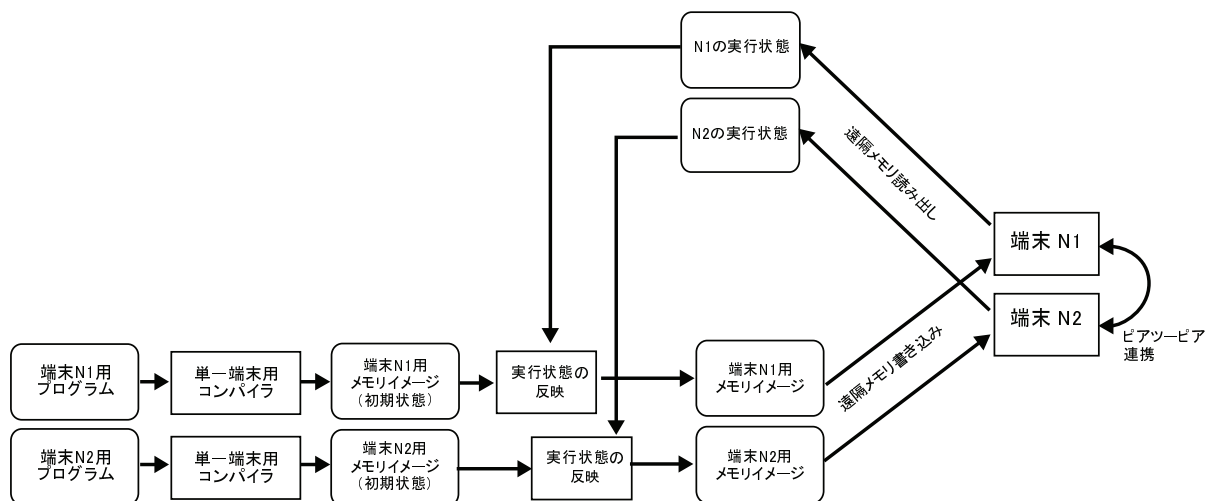 N1の実行状態
N2の実行状態
遠隔メモリ読み出し
端末 N1
端末 N2
ピアツーピア
連携
遠隔メモリ書き込み
端末N1用
プログラム
単一端末用
コンパイラ
端末N1用
メモリイメージ
(初期状態)
実行状態の
反映
端末N1用
メモリイメージ
端末N2用
プログラム
単一端末用
コンパイラ
端末N2用
メモリイメージ
(初期状態)
実行状態の
反映
端末N2用
メモリイメージ